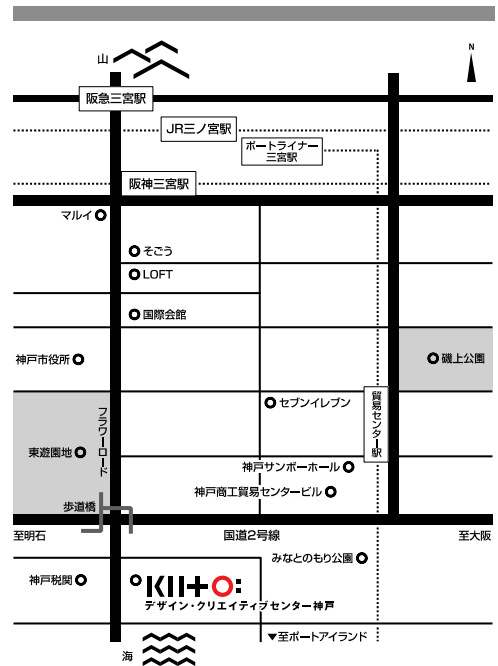 山
N
阪急三宮駅
JR三ノ宮駅
ポートライナー
三宮駅
阪神三宮駅
マルイ
そごう
LOFT
国際会館
神戸市役所
磯上公園
セブンイレブン
貿易センター駅
フラワーロード
東遊園地
神戸サンボーホール
神戸商工貿易センタービル
歩道橋
至明石
国道2号線
至大阪
みなとのもり公園
神戸税関
KIITO:
デザイン・クリエイティブセンター神戸
▼至ポートアイランド
海